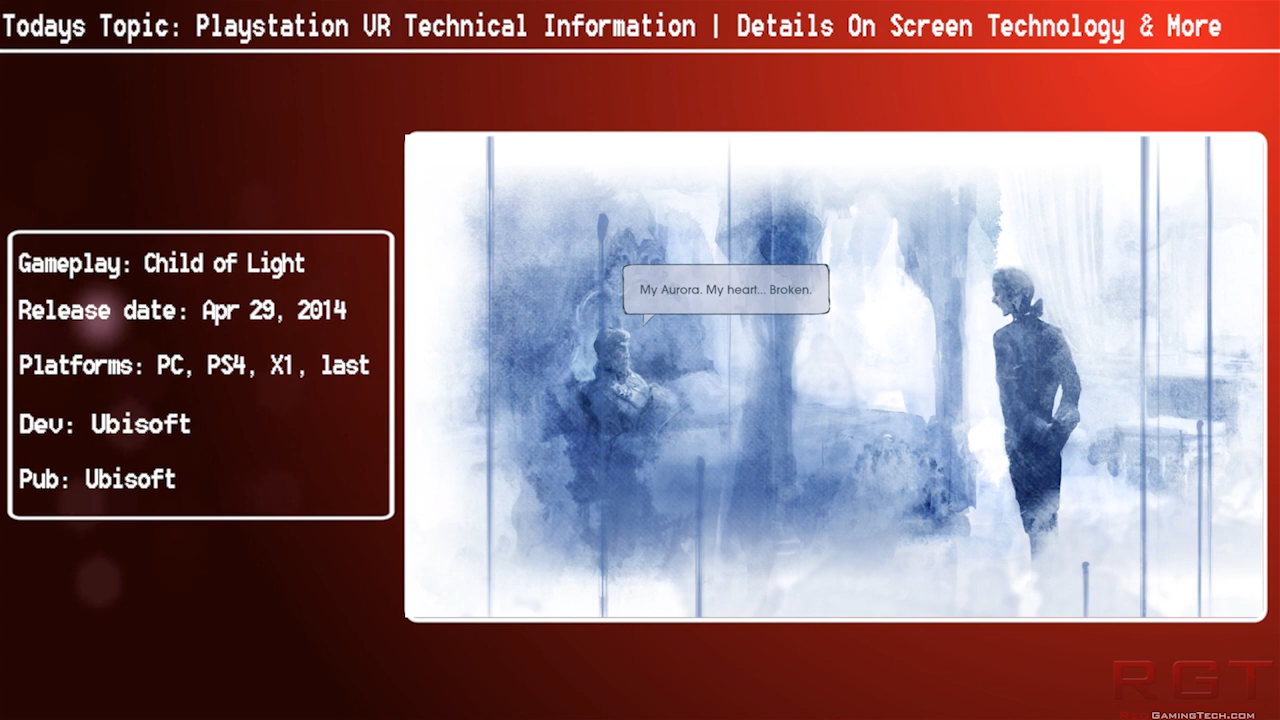 Todays Topic: Playstation VR Technical Information | Details On Screen Technology & More
Gameplay: Child of Light
Release date: Apr 29, 2014
Platforms: PC, PS4, X1, last
Dev: Ubisoft
Pub: Ubisoft
My Aurora. My heart... Broken.
RGT
GamingTech.com